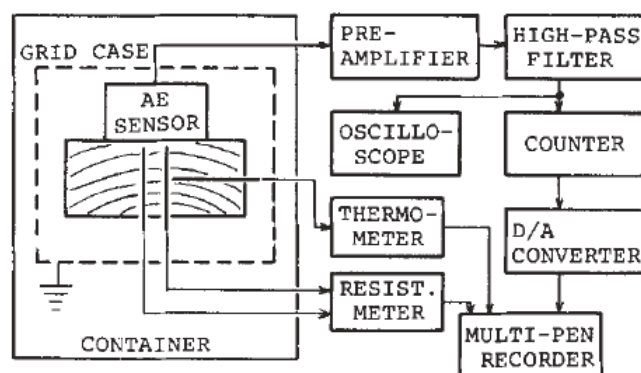 GRID CASE
AE
SENSOR
PRE-
AMPLIFIER
HIGH-PASS
FILTER
OSCILLO-
SCOPE
COUNTER
THERMO-
METER
D/A
CONVERTER
RESIST.
METER
MULTI-PEN
RECORDER
CONTAINER